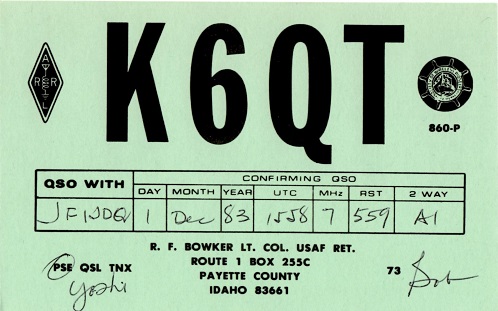 K6QT
A R R L
860-P
QSO WITH
CONFIRMING QSO
DAY MONTH YEAR UTC MHz RST 2 WAY
JF1JDQ 1 Dec 83 1558 7 559 A1
R. F. BOWKER LT. COL. USAF RET.
ROUTE 1 BOX 255C
PAYETTE COUNTY
IDAHO 83661
PSE QSL TNX
Yoshi
73 Bob